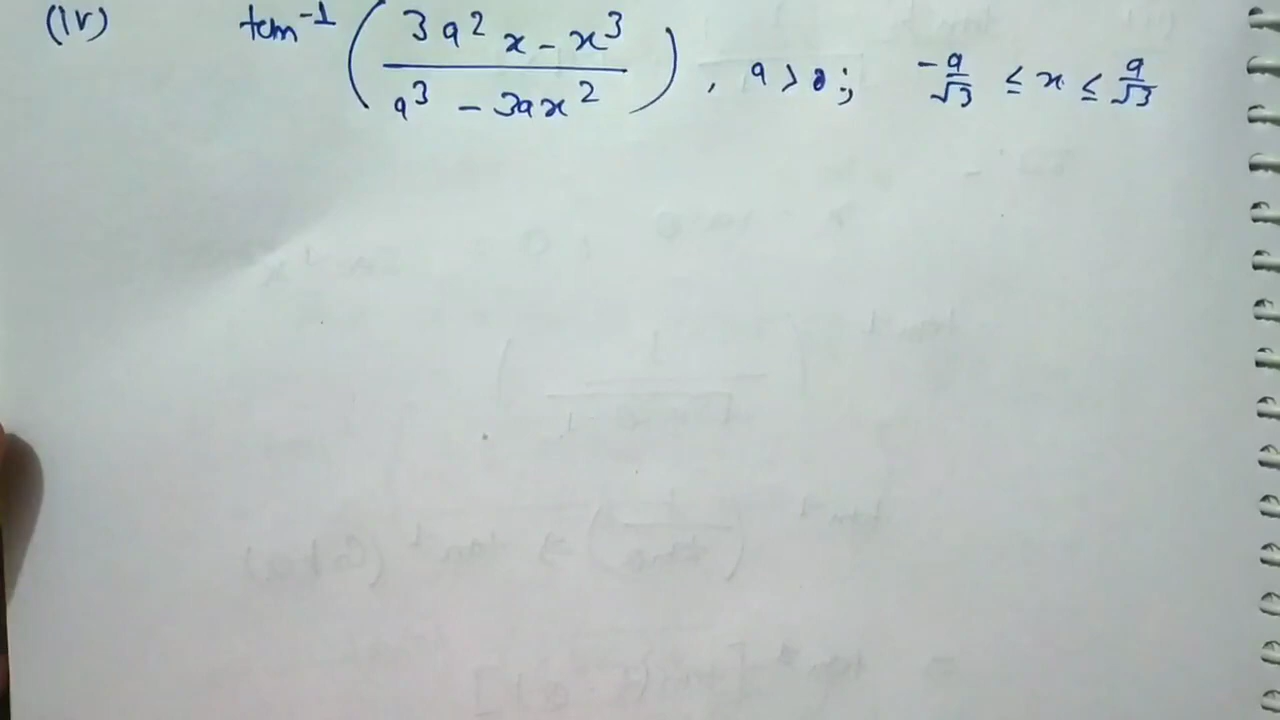 (iv) tan⁻¹ ( (3a²x - x³) / (a³ - 3ax²) ) , a > 0 ; -a/√3 ≤ x ≤ a/√3